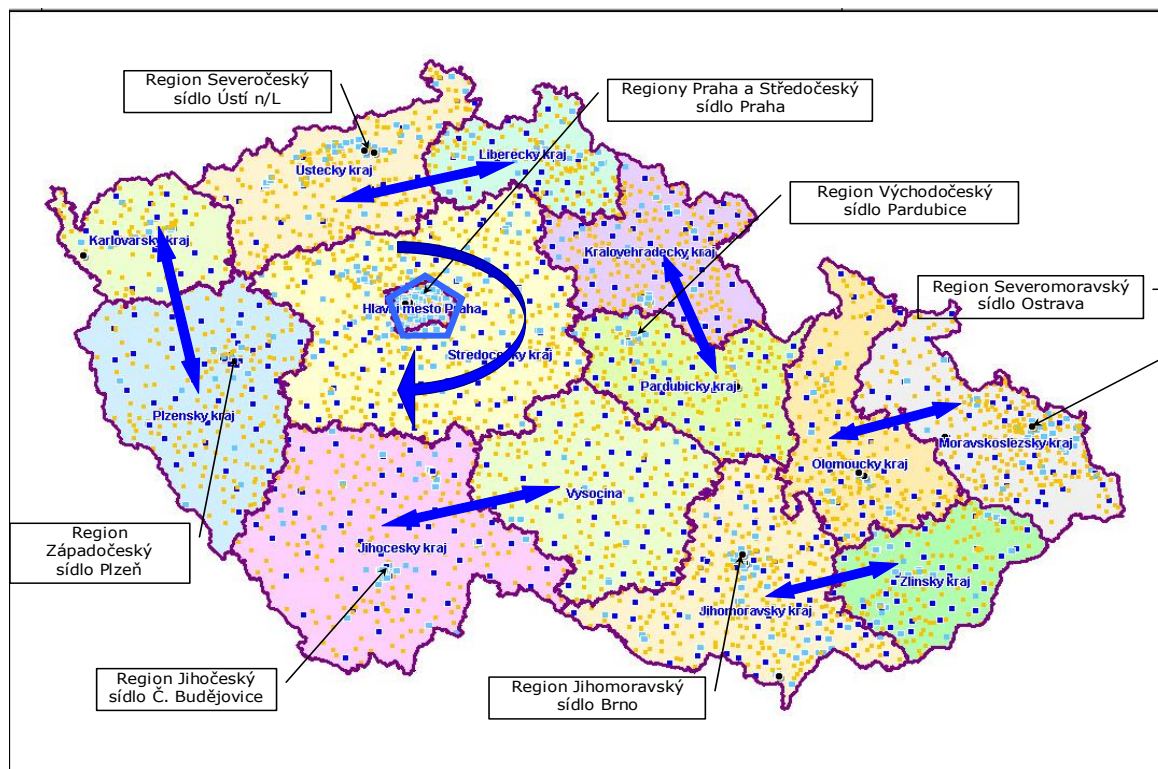 Region Severočeský
sídlo Ústí n/L
Regiony Praha a Středočeský
sídlo Praha
Liberecky kraj
Ústecky kraj
Region Východočeský
sídlo Pardubice
Karlovarsky kraj
Kralovehradecky kraj
Region Severomoravský
sídlo Ostrava
Hlavni mesto Praha
Stredocesky kraj
Pardubicky kraj
Plzensky kraj
Moravskoslezsky kraj
Olomoucky kraj
Vysocina
Region
Západočeský
sídlo Plzeň
Jihocesky kraj
Zlinsky kraj
Jihomoravsky kraj
Region Jihočeský
sídlo Č. Budějovice
Region Jihomoravský
sídlo Brno